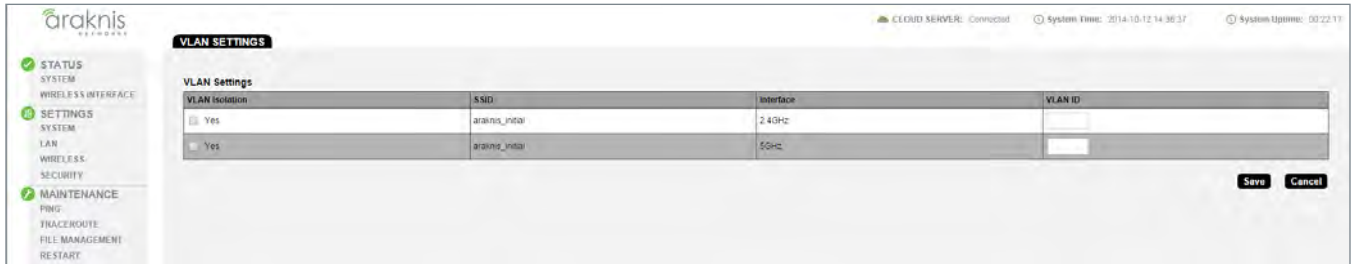 araknis
NETWORKS
CLOUD SERVER: Connected
System Time: 2014-10-12 14:36:37
System Uptime: 00:22:11
VLAN SETTINGS
STATUS
SYSTEM
WIRELESS INTERFACE
SETTINGS
SYSTEM
LAN
WIRELESS
SECURITY
MAINTENANCE
PING
TRACEROUTE
FILE MANAGEMENT
RESTART
VLAN Settings
VLAN Isolation SSID Interface VLAN ID
Yes araknis_initial 2.4GHz
Yes araknis_initial 5GHz
Save Cancel